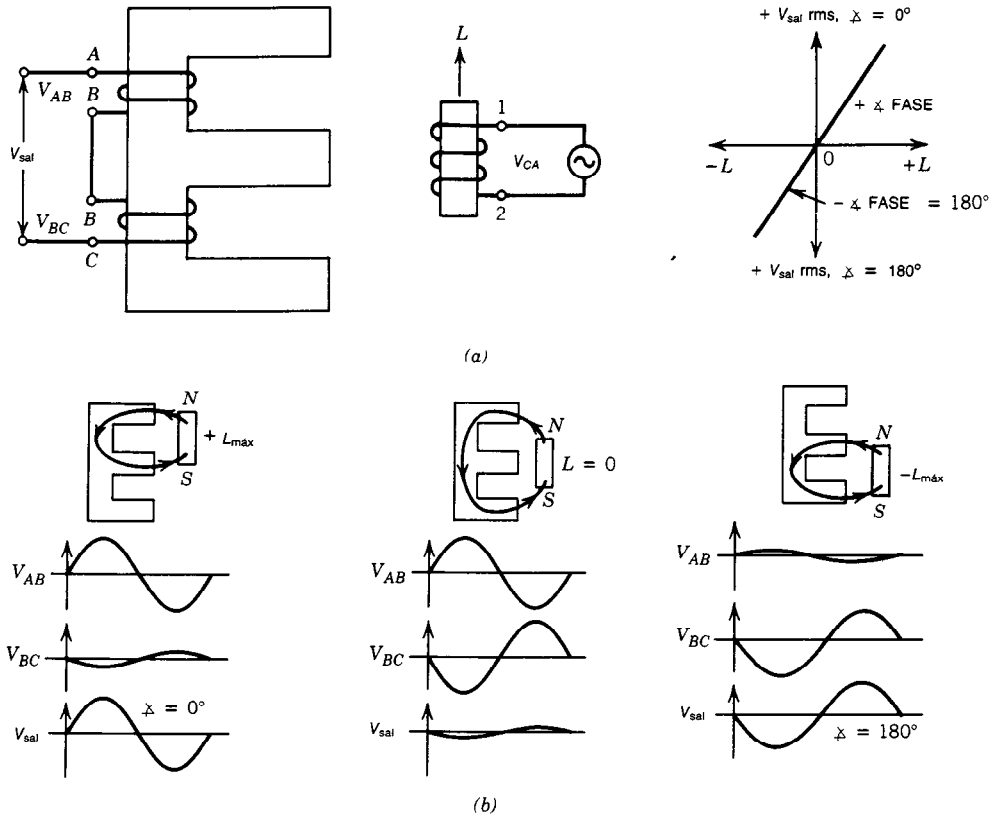 A
V_AB
B
V_sal
B
V_BC
C
L
1
V_CA
2
+ V_sal rms, ∡ = 0°
+ ∡ FASE
−L
0
+L
− ∡ FASE = 180°
+ V_sal rms, ∡ = 180°
(a)
N
+ L_máx
S
N
L = 0
S
N
−L_máx
S
V_AB
V_AB
V_AB
V_BC
V_BC
V_BC
∡ = 0°
V_sal
V_sal
V_sal
∡ = 180°
(b)